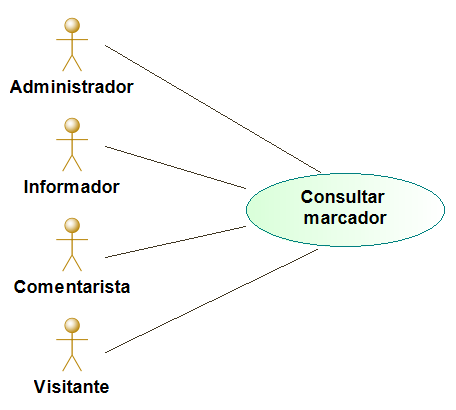 Administrador
Informador
Consultar
marcador
Comentarista
Visitante